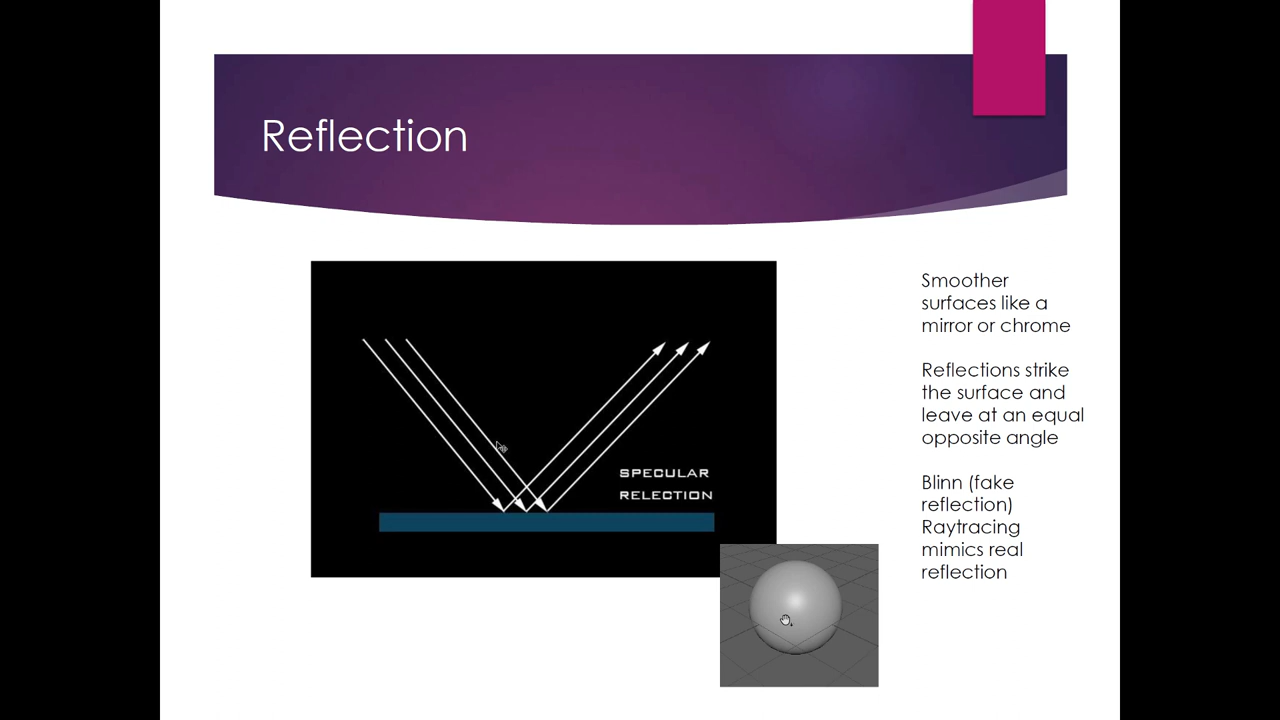 Reflection
SPECULAR
RELECTION
Smoother
surfaces like a
mirror or chrome
Reflections strike
the surface and
leave at an equal
opposite angle
Blinn (fake
reflection)
Raytracing
mimics real
reflection